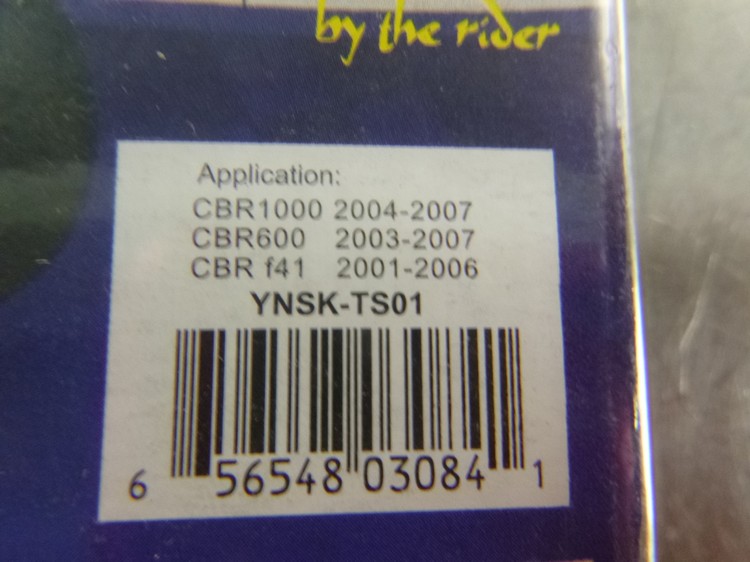 by the rider
Application:
CBR1000 2004-2007
CBR600 2003-2007
CBR f41 2001-2006
YNSK-TS01
6 56548 03084 1